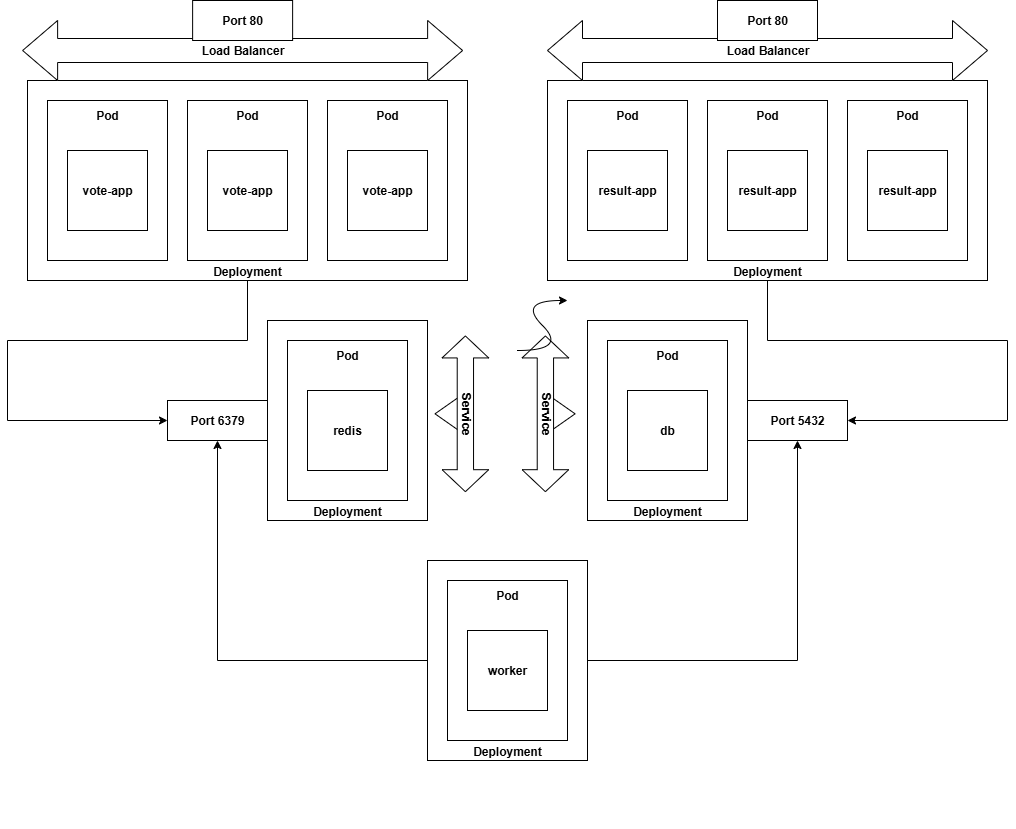 Port 80
Load Balancer
Pod
Pod
Pod
vote-app
vote-app
vote-app
Deployment
Port 80
Load Balancer
Pod
Pod
Pod
result-app
result-app
result-app
Deployment
Port 6379
Pod
redis
Deployment
Service
Service
Pod
db
Deployment
Port 5432
Pod
worker
Deployment